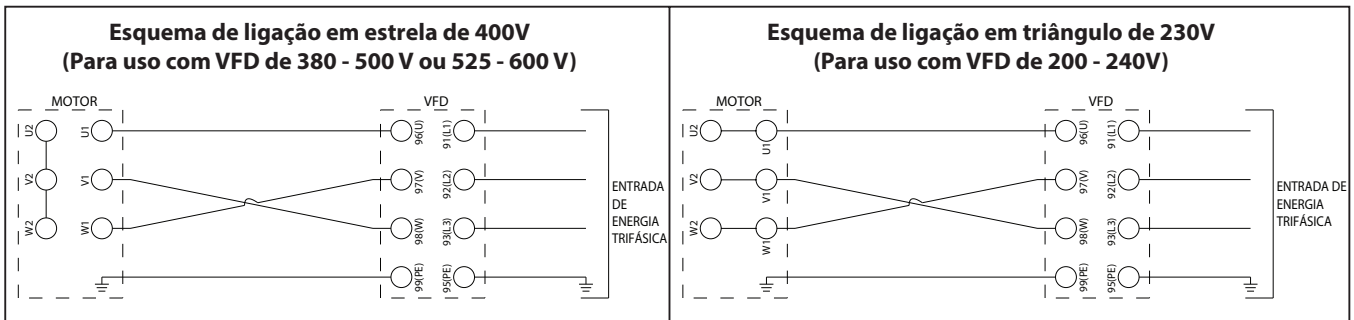 Esquema de ligação em estrela de 400V
(Para uso com VFD de 380 - 500 V ou 525 - 600 V)
MOTOR
VFD
U2
U1
96(U)
91(L1)
V2
V1
97(V)
92(L2)
W2
W1
98(W)
93(L3)
99(PE)
95(PE)
ENTRADA
DE
ENERGIA
TRIFÁSICA
Esquema de ligação em triângulo de 230V
(Para uso com VFD de 200 - 240V)
MOTOR
VFD
U2
U1
96(U)
91(L1)
V2
V1
97(V)
92(L2)
W2
W1
98(W)
93(L3)
99(PE)
95(PE)
ENTRADA DE
ENERGIA
TRIFÁSICA